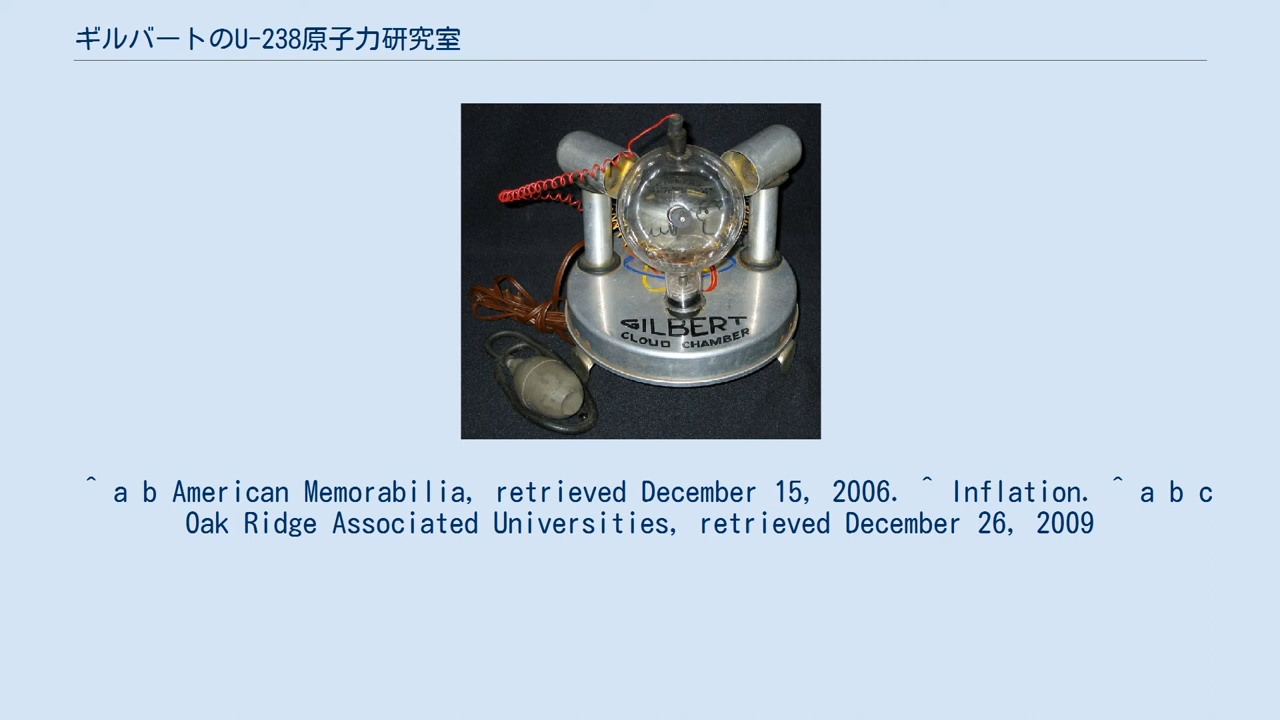 ギルバートのU-238原子力研究室
GILBERT
CLOUD CHAMBER
^ a b American Memorabilia, retrieved December 15, 2006. ^ Inflation. ^ a b c
Oak Ridge Associated Universities, retrieved December 26, 2009